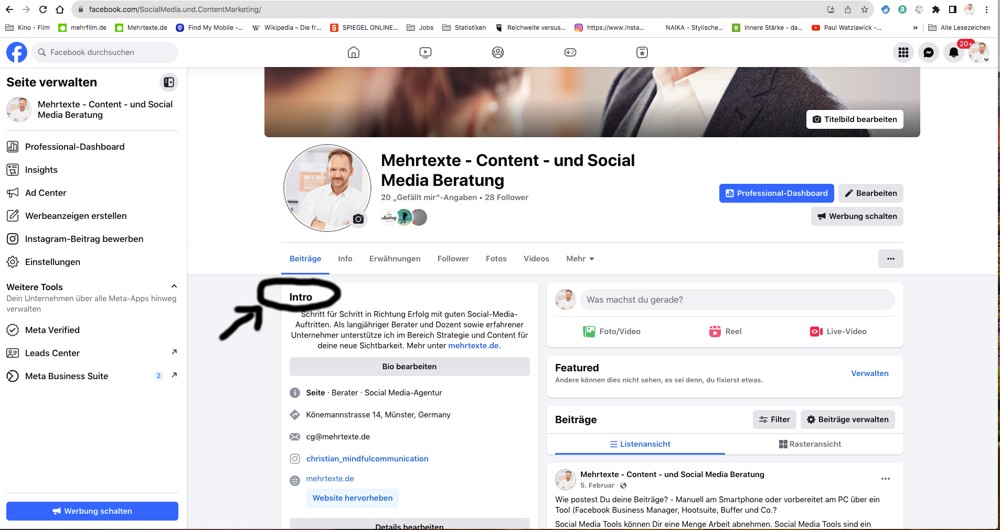 facebook.com/SocialMedia.und.ContentMarketing/
Kino - Film
mehrfilm.de
Mehrtexte.de
Find My Mobile -...
Wikipedia – Die fr...
SPIEGEL ONLINE...
Jobs
Statistiken
Reichweite versus...
https://www.insta...
NAIKA - Stylische...
Innere Stärke - da...
Paul Watzlawick -...
»
Alle Lesezeichen
Facebook durchsuchen
20+
Seite verwalten
Mehrtexte - Content - und Social
Media Beratung
Professional-Dashboard
Insights
Ad Center
Werbeanzeigen erstellen
Instagram-Beitrag bewerben
Einstellungen
Weitere Tools
Dein Unternehmen über alle Meta-Apps hinweg
verwalten
Meta Verified
Leads Center
Meta Business Suite
2
Werbung schalten
Titelbild bearbeiten
Mehrtexte - Content - und Social
Media Beratung
20 „Gefällt mir“-Angaben • 28 Follower
Audrey
Professional-Dashboard
Bearbeiten
Werbung schalten
Beiträge
Info
Erwähnungen
Follower
Fotos
Videos
Mehr
Intro
Schritt für Schritt in Richtung Erfolg mit guten Social-Media-
Auftritten. Als langjähriger Berater und Dozent sowie erfahrener
Unternehmer unterstütze ich im Bereich Strategie und Content für
deine neue Sichtbarkeit. Mehr unter mehrtexte.de.
Bio bearbeiten
Seite · Berater · Social Media-Agentur
Könemannstrasse 14, Münster, Germany
cg@mehrtexte.de
christian_mindfulcommunication
mehrtexte.de
Website hervorheben
Details bearbeiten
Was machst du gerade?
Foto/Video
Reel
Live-Video
Featured
Andere können dies nicht sehen, es sei denn, du fixierst etwas.
Verwalten
Beiträge
Filter
Beiträge verwalten
Listenansicht
Rasteransicht
Mehrtexte - Content - und Social Media Beratung
5. Februar ·
Wie postest Du deine Beiträge? - Manuell am Smartphone oder vorbereitet am PC über ein
Tool (Facebook Business Manager, Hootsuite, Buffer und Co.?
Social Media Tools können Dir eine Menge Arbeit abnehmen. Social Media Tools sind ein